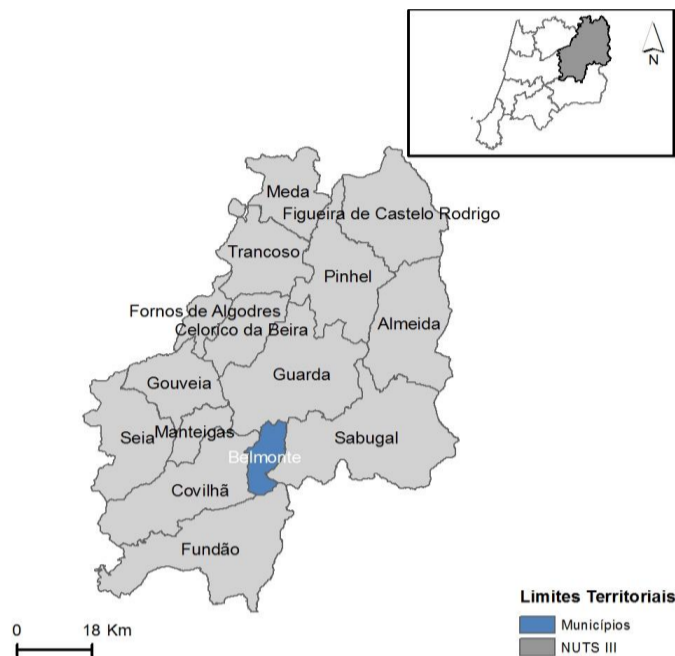 N
Meda
Figueira de Castelo Rodrigo
Trancoso
Pinhel
Fornos de Algodres
Celorico da Beira
Almeida
Guarda
Gouveia
Manteigas
Seia
Sabugal
Belmonte
Covilhã
Fundão
Limites Territoriais
0 18 Km
Municípios
NUTS III